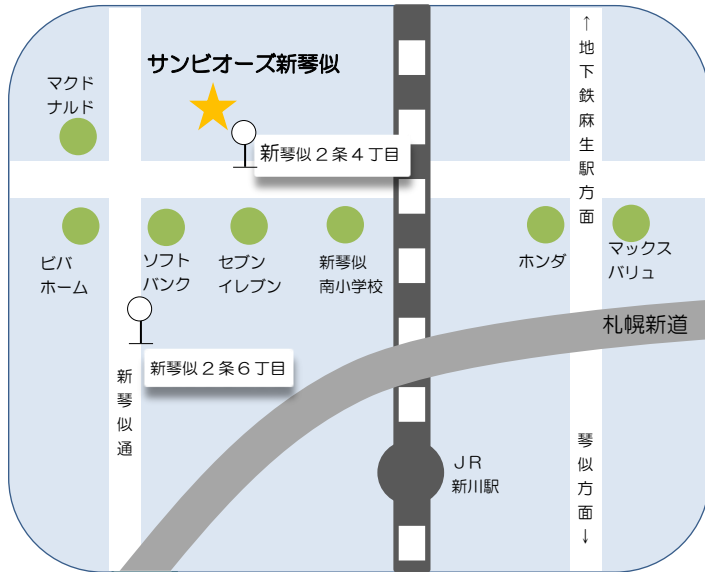 サンビオーズ新琴似
マクド
ナルド
新琴似２条４丁目
↑地下鉄麻生駅方面
ビバ
ホーム
ソフト
バンク
セブン
イレブン
新琴似
南小学校
ホンダ
マックス
バリュ
札幌新道
新琴似２条６丁目
新琴似通
ＪＲ
新川駅
琴似方面↓